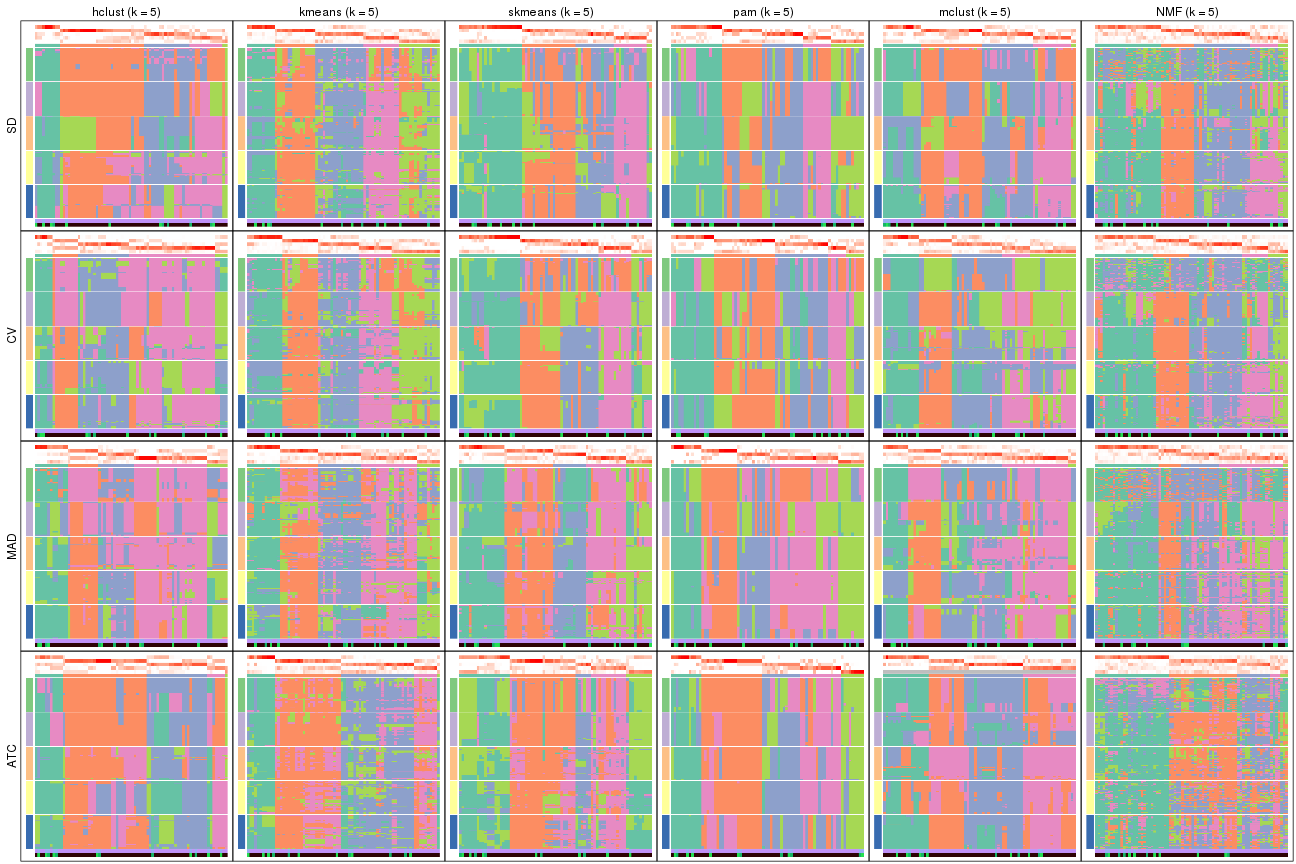 hclust (k = 5)
kmeans (k = 5)
skmeans (k = 5)
pam (k = 5)
mclust (k = 5)
NMF (k = 5)
SD
CV
MAD
ATC